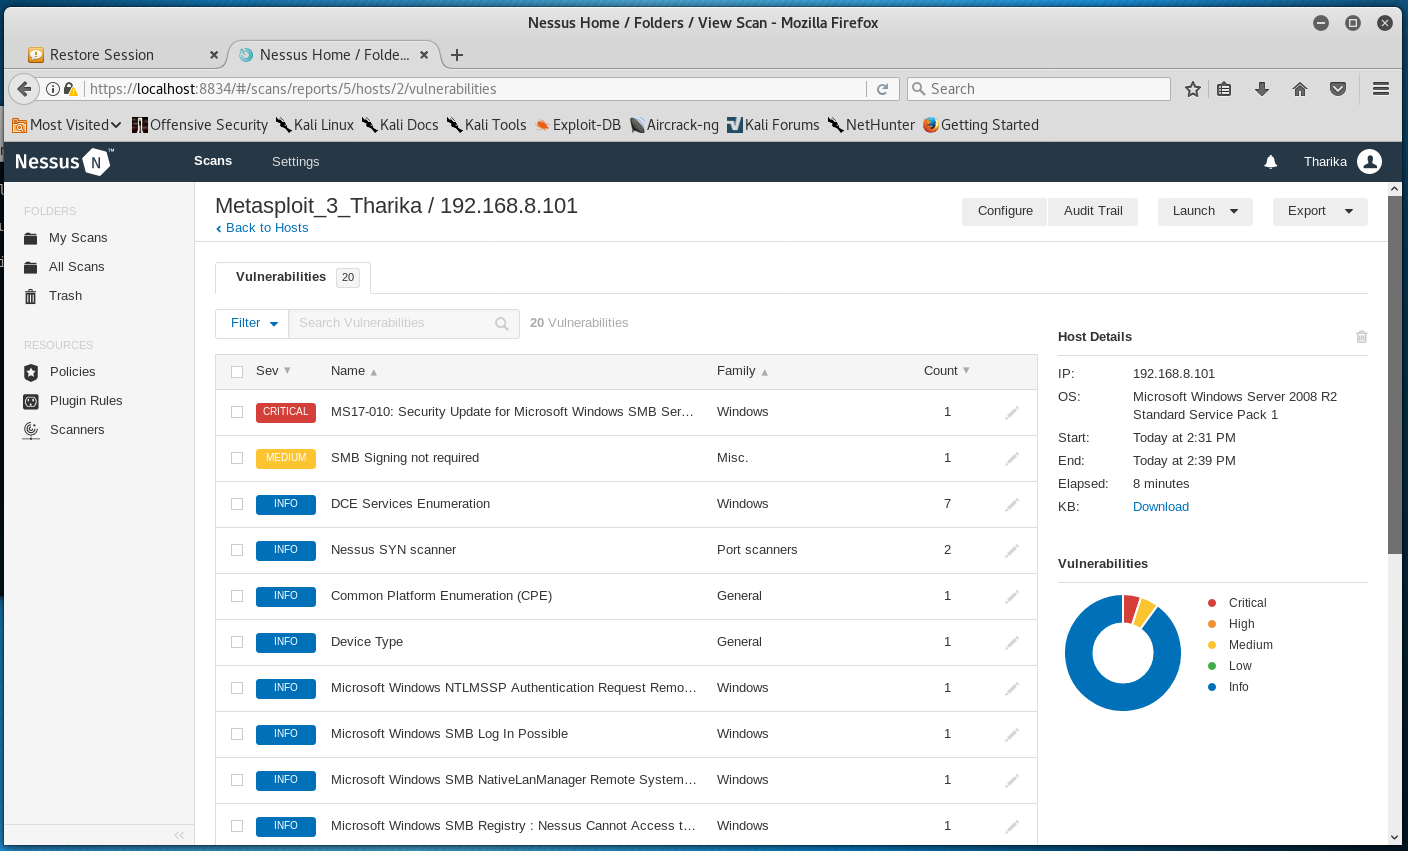 Nessus Home / Folders / View Scan - Mozilla Firefox
Restore Session
Nessus Home / Folde...
https://localhost:8834/#/scans/reports/5/hosts/2/vulnerabilities
Search
Most Visited
Offensive Security
Kali Linux
Kali Docs
Kali Tools
Exploit-DB
Aircrack-ng
Kali Forums
NetHunter
Getting Started
Nessus N ™
Scans
Settings
Tharika
FOLDERS
My Scans
All Scans
Trash
RESOURCES
Policies
Plugin Rules
Scanners
Metasploit_3_Tharika / 192.168.8.101
Back to Hosts
Configure
Audit Trail
Launch
Export
Vulnerabilities 20
Filter
Search Vulnerabilities
20 Vulnerabilities
Sev Name Family Count
CRITICAL MS17-010: Security Update for Microsoft Windows SMB Ser... Windows 1
MEDIUM SMB Signing not required Misc. 1
INFO DCE Services Enumeration Windows 7
INFO Nessus SYN scanner Port scanners 2
INFO Common Platform Enumeration (CPE) General 1
INFO Device Type General 1
INFO Microsoft Windows NTLMSSP Authentication Request Remo... Windows 1
INFO Microsoft Windows SMB Log In Possible Windows 1
INFO Microsoft Windows SMB NativeLanManager Remote System... Windows 1
INFO Microsoft Windows SMB Registry : Nessus Cannot Access t... Windows 1
Host Details
IP: 192.168.8.101
OS: Microsoft Windows Server 2008 R2
Standard Service Pack 1
Start: Today at 2:31 PM
End: Today at 2:39 PM
Elapsed: 8 minutes
KB: Download
Vulnerabilities
Critical
High
Medium
Low
Info